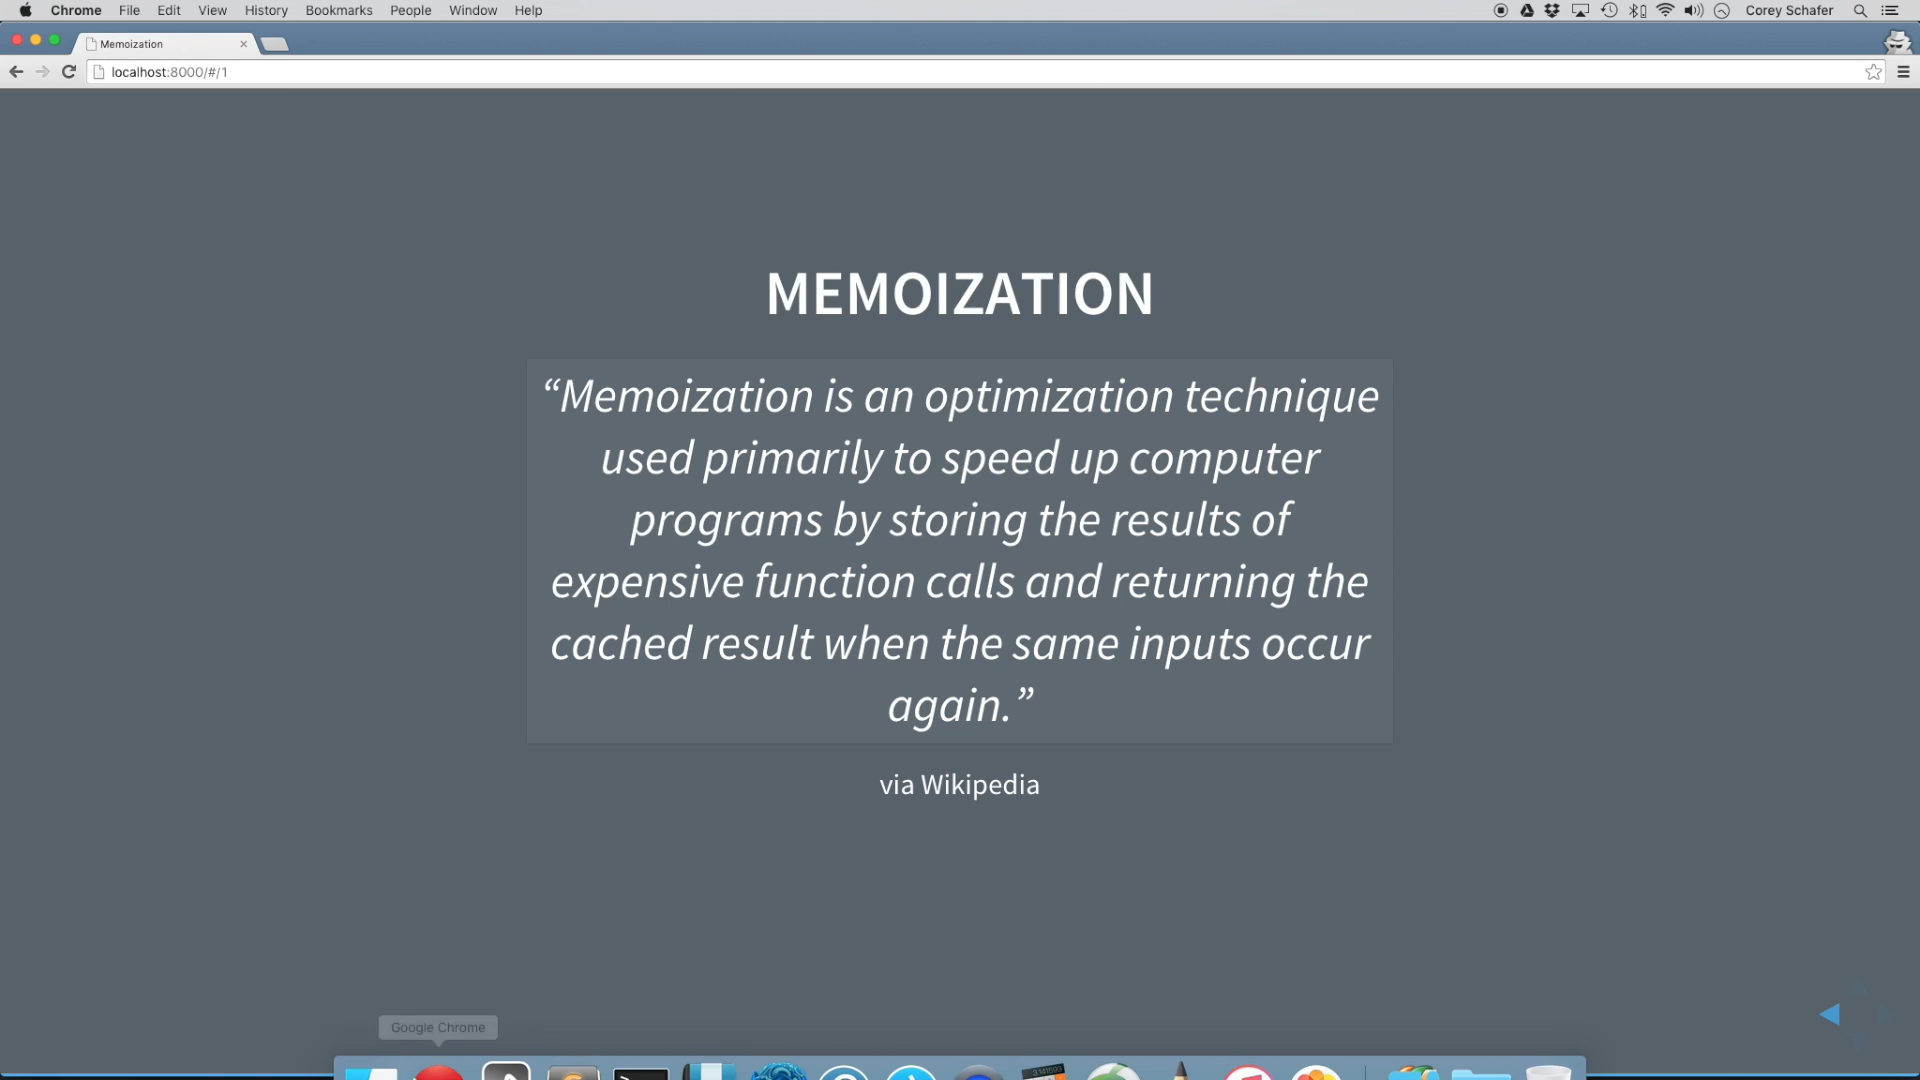 Chrome File Edit View History Bookmarks People Window Help Corey Schafer
Memoization
localhost:8000/#/1
MEMOIZATION
“Memoization is an optimization technique
used primarily to speed up computer
programs by storing the results of
expensive function calls and returning the
cached result when the same inputs occur
again.”
via Wikipedia
Google Chrome